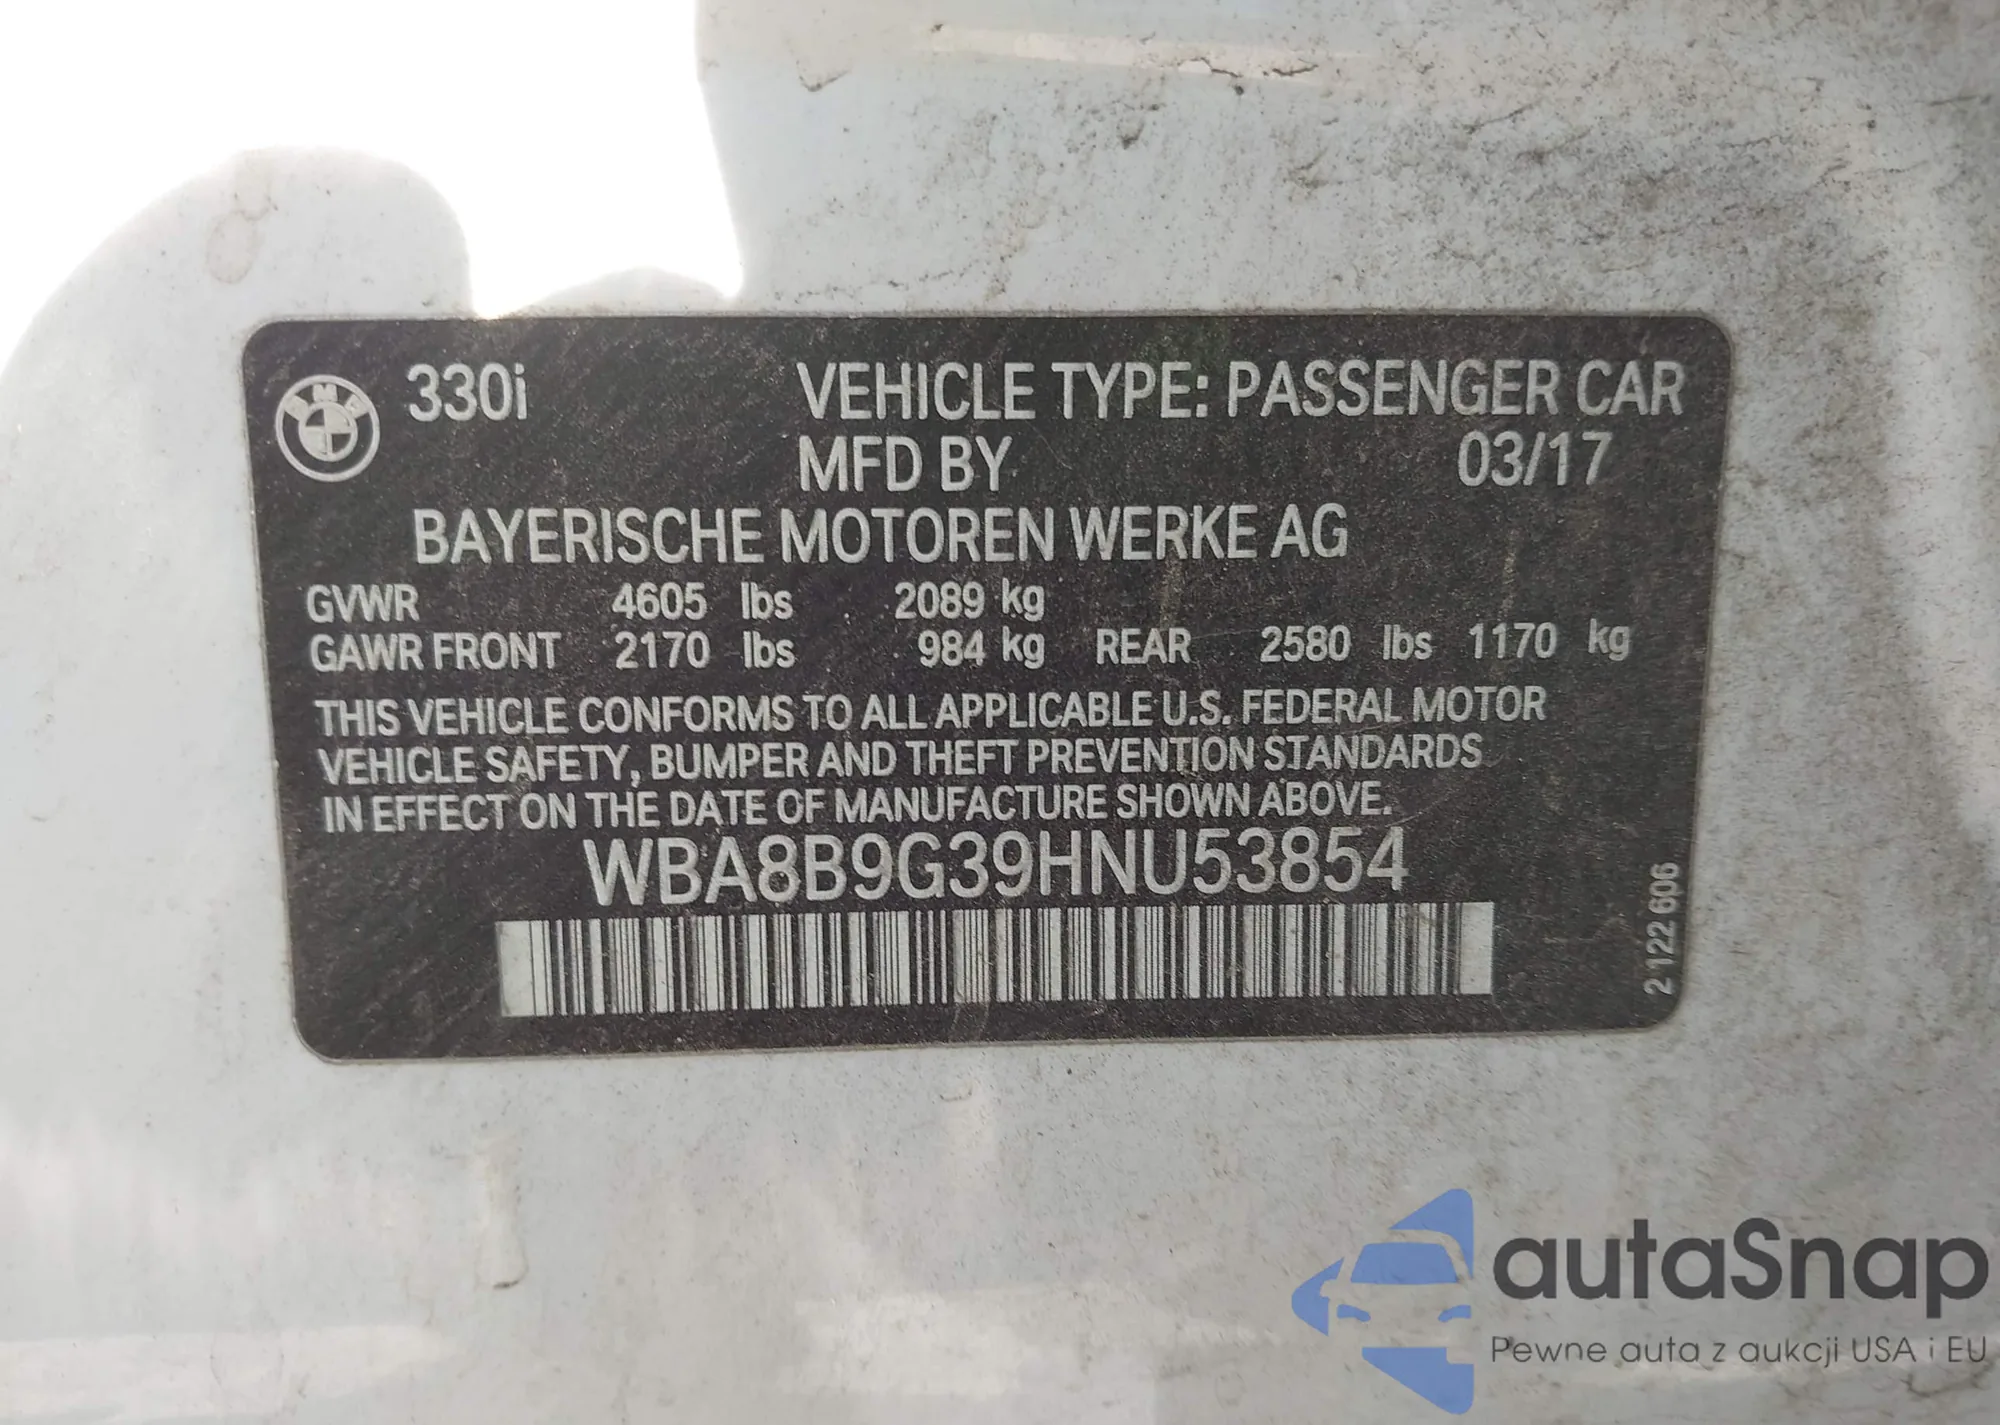 BMW
330i VEHICLE TYPE: PASSENGER CAR
MFD BY 03/17
BAYERISCHE MOTOREN WERKE AG
GVWR 4605 lbs 2089 kg
GAWR FRONT 2170 lbs 984 kg REAR 2580 lbs 1170 kg
THIS VEHICLE CONFORMS TO ALL APPLICABLE U.S. FEDERAL MOTOR
VEHICLE SAFETY, BUMPER AND THEFT PREVENTION STANDARDS
IN EFFECT ON THE DATE OF MANUFACTURE SHOWN ABOVE.
WBA8B9G39HNU53854
2 122 606
autaSnap
Pewne auta z aukcji USA i EU